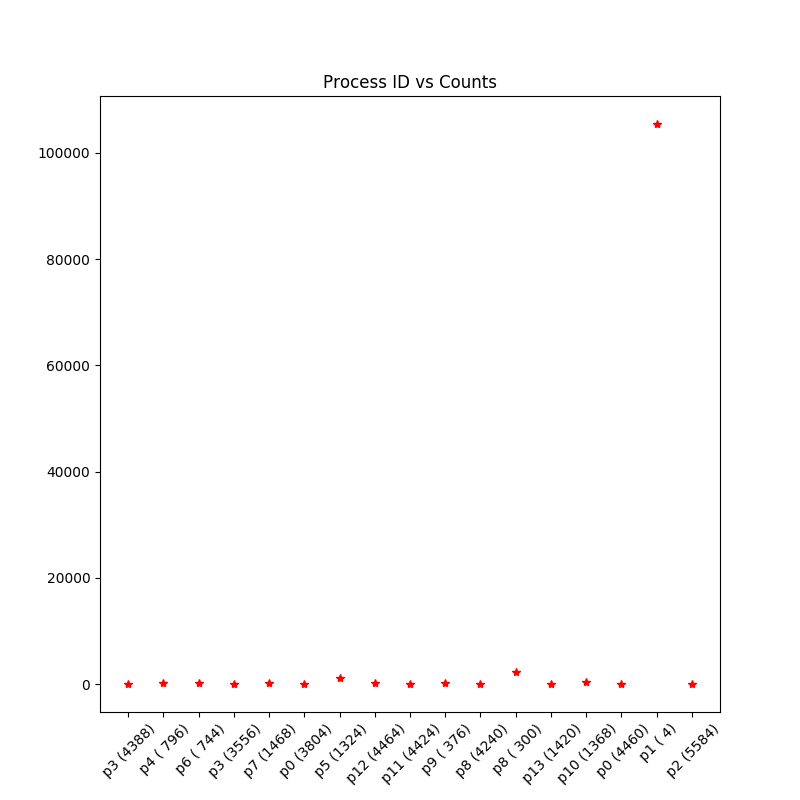 Process ID vs Counts
100000
80000
60000
40000
20000
0
p3 (4388)
p4 ( 796)
p6 ( 744)
p3 (3556)
p7 (1468)
p0 (3804)
p5 (1324)
p12 (4464)
p11 (4424)
p9 ( 376)
p8 (4240)
p8 ( 300)
p13 (1420)
p10 (1368)
p0 (4460)
p1 ( 4)
p2 (5584)